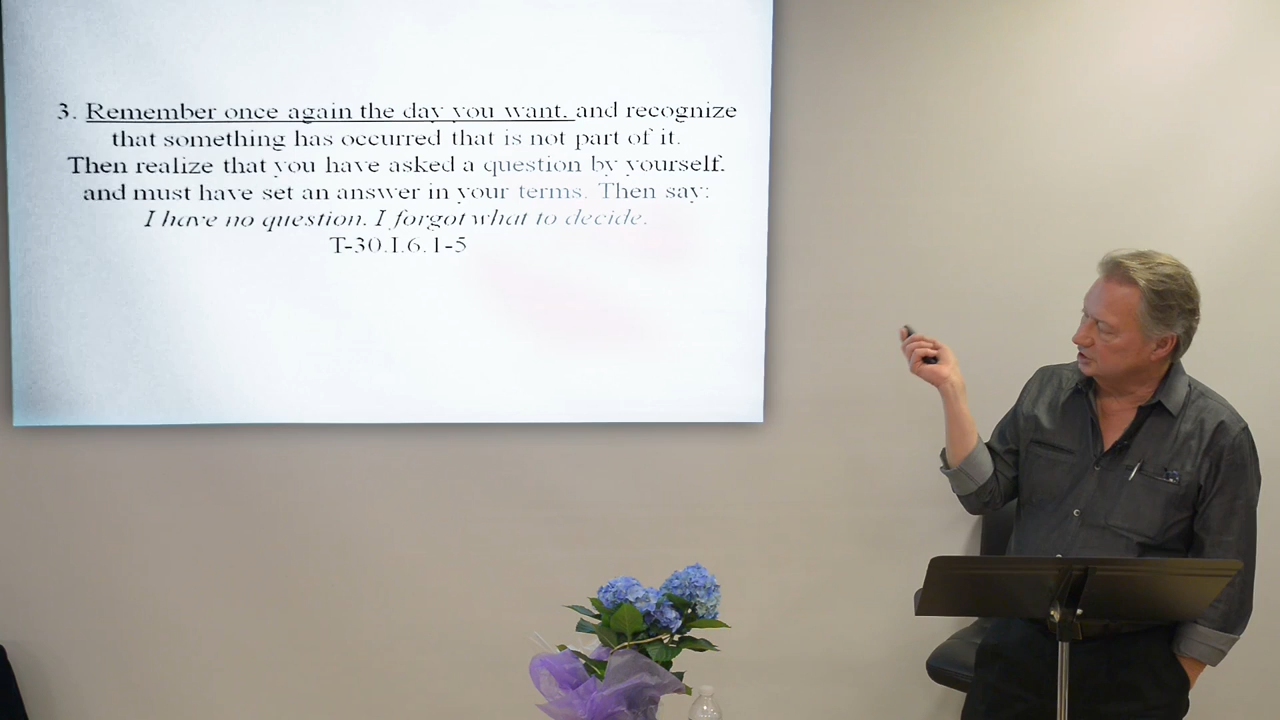 3. Remember once again the day you want, and recognize
that something has occurred that is not part of it.
Then realize that you have asked a question by yourself,
and must have set an answer in your terms. Then say:
I have no question. I forgot what to decide.
T-30.I.6.1-5